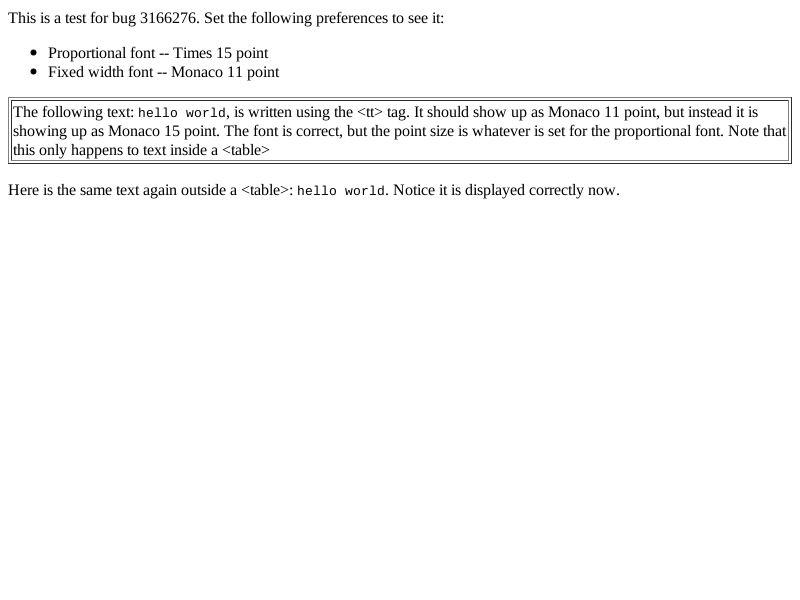 This is a test for bug 3166276. Set the following preferences to see it:
Proportional font -- Times 15 point
Fixed width font -- Monaco 11 point
The following text: hello world, is written using the <tt> tag. It should show up as Monaco 11 point, but instead it is
showing up as Monaco 15 point. The font is correct, but the point size is whatever is set for the proportional font. Note that
this only happens to text inside a <table>
Here is the same text again outside a <table>: hello world. Notice it is displayed correctly now.